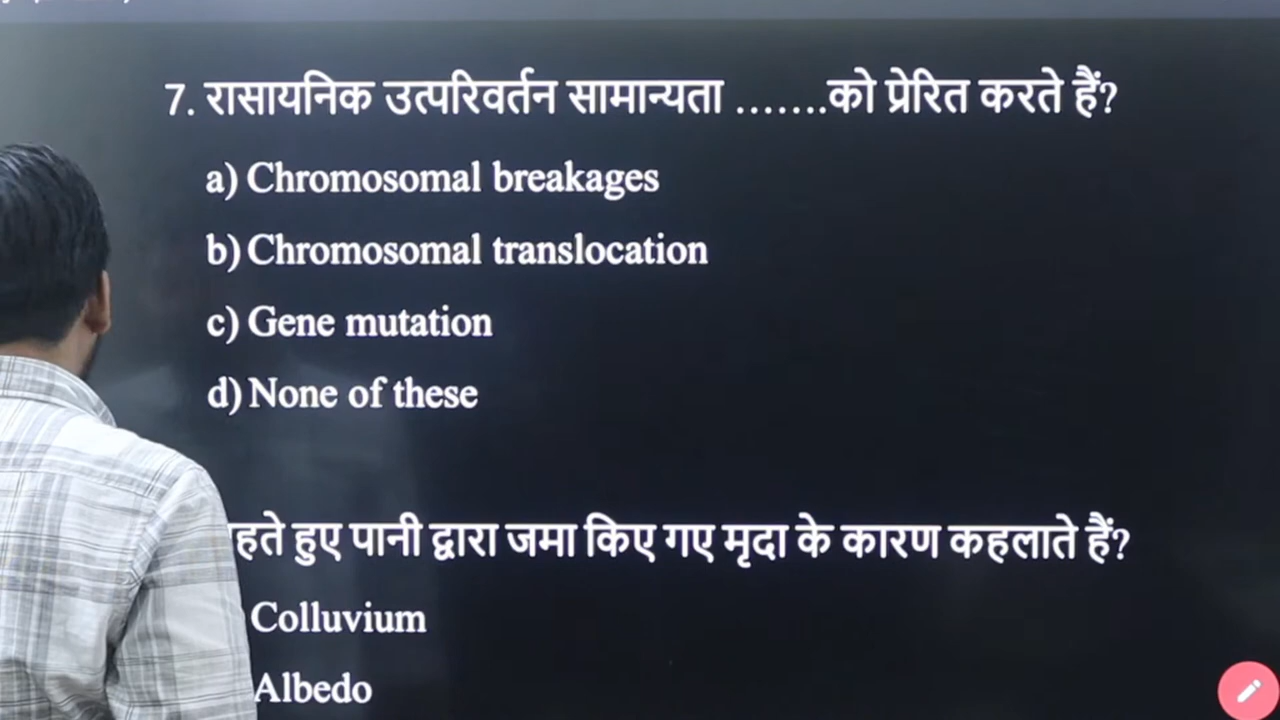 7. रासायनिक उत्परिवर्तन सामान्यता .......को प्रेरित करते हैं?
a) Chromosomal breakages
b) Chromosomal translocation
c) Gene mutation
d) None of these
हुए पानी द्वारा जमा किए गए मृदा के कारण कहलाते हैं?
Colluvium
Albedo